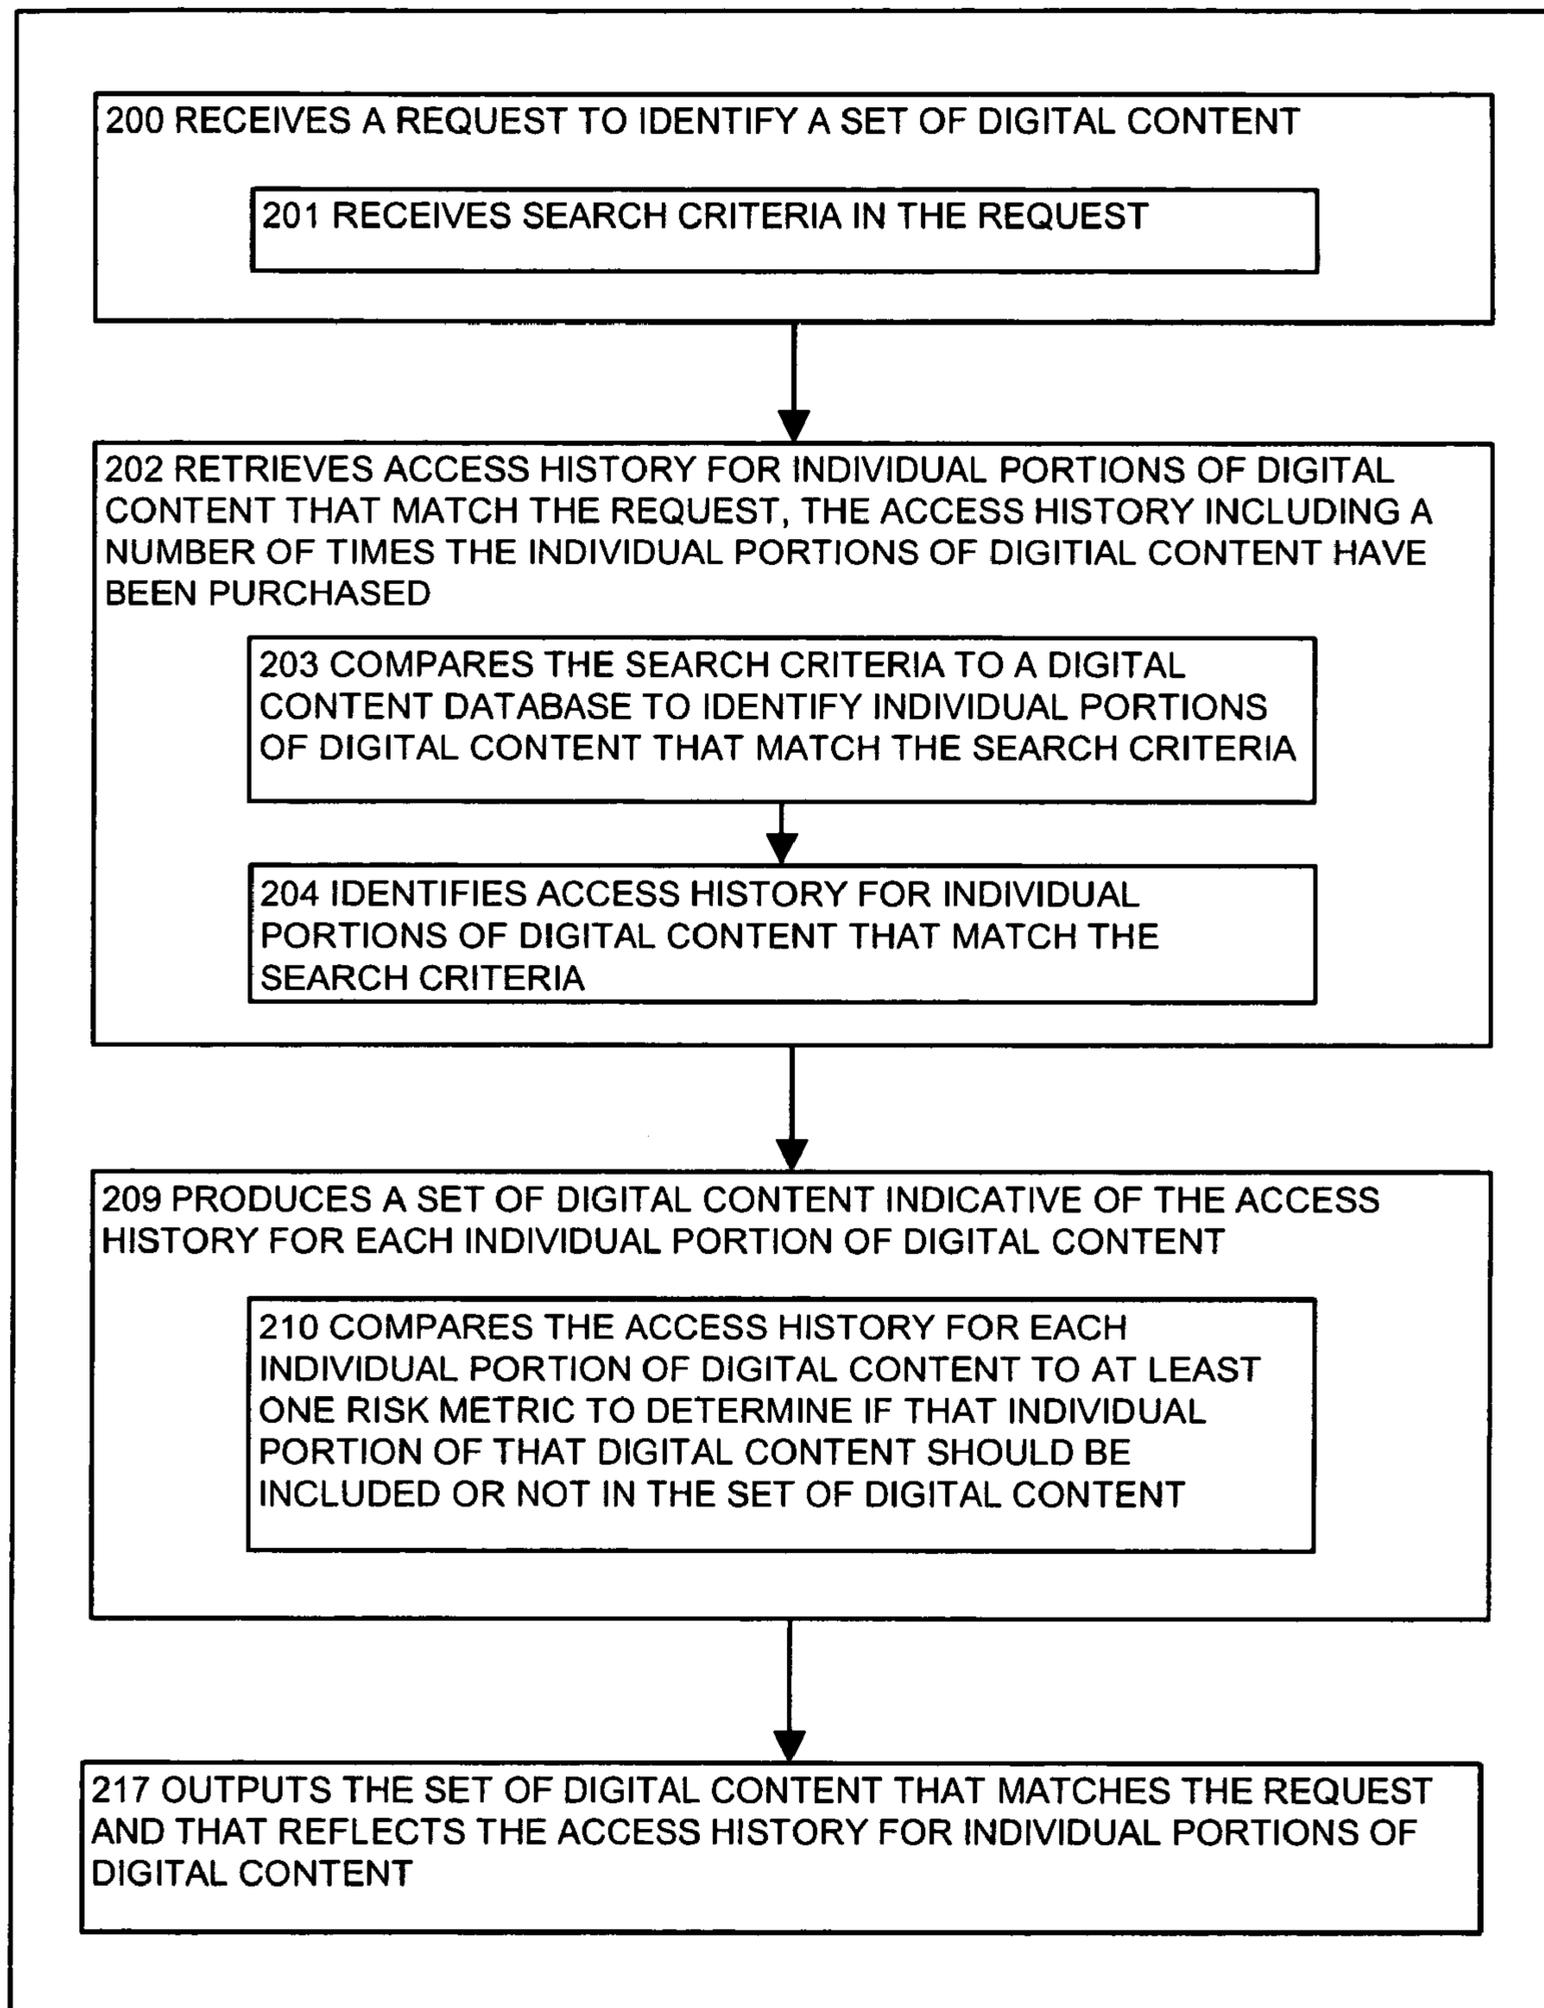 200 RECEIVES A REQUEST TO IDENTIFY A SET OF DIGITAL CONTENT
201 RECEIVES SEARCH CRITERIA IN THE REQUEST
202 RETRIEVES ACCESS HISTORY FOR INDIVIDUAL PORTIONS OF DIGITAL
CONTENT THAT MATCH THE REQUEST, THE ACCESS HISTORY INCLUDING A
NUMBER OF TIMES THE INDIVIDUAL PORTIONS OF DIGITIAL CONTENT HAVE
BEEN PURCHASED
203 COMPARES THE SEARCH CRITERIA TO A DIGITAL
CONTENT DATABASE TO IDENTIFY INDIVIDUAL PORTIONS
OF DIGITAL CONTENT THAT MATCH THE SEARCH CRITERIA
204 IDENTIFIES ACCESS HISTORY FOR INDIVIDUAL
PORTIONS OF DIGITAL CONTENT THAT MATCH THE
SEARCH CRITERIA
209 PRODUCES A SET OF DIGITAL CONTENT INDICATIVE OF THE ACCESS
HISTORY FOR EACH INDIVIDUAL PORTION OF DIGITAL CONTENT
210 COMPARES THE ACCESS HISTORY FOR EACH
INDIVIDUAL PORTION OF DIGITAL CONTENT TO AT LEAST
ONE RISK METRIC TO DETERMINE IF THAT INDIVIDUAL
PORTION OF THAT DIGITAL CONTENT SHOULD BE
INCLUDED OR NOT IN THE SET OF DIGITAL CONTENT
217 OUTPUTS THE SET OF DIGITAL CONTENT THAT MATCHES THE REQUEST
AND THAT REFLECTS THE ACCESS HISTORY FOR INDIVIDUAL PORTIONS OF
DIGITAL CONTENT